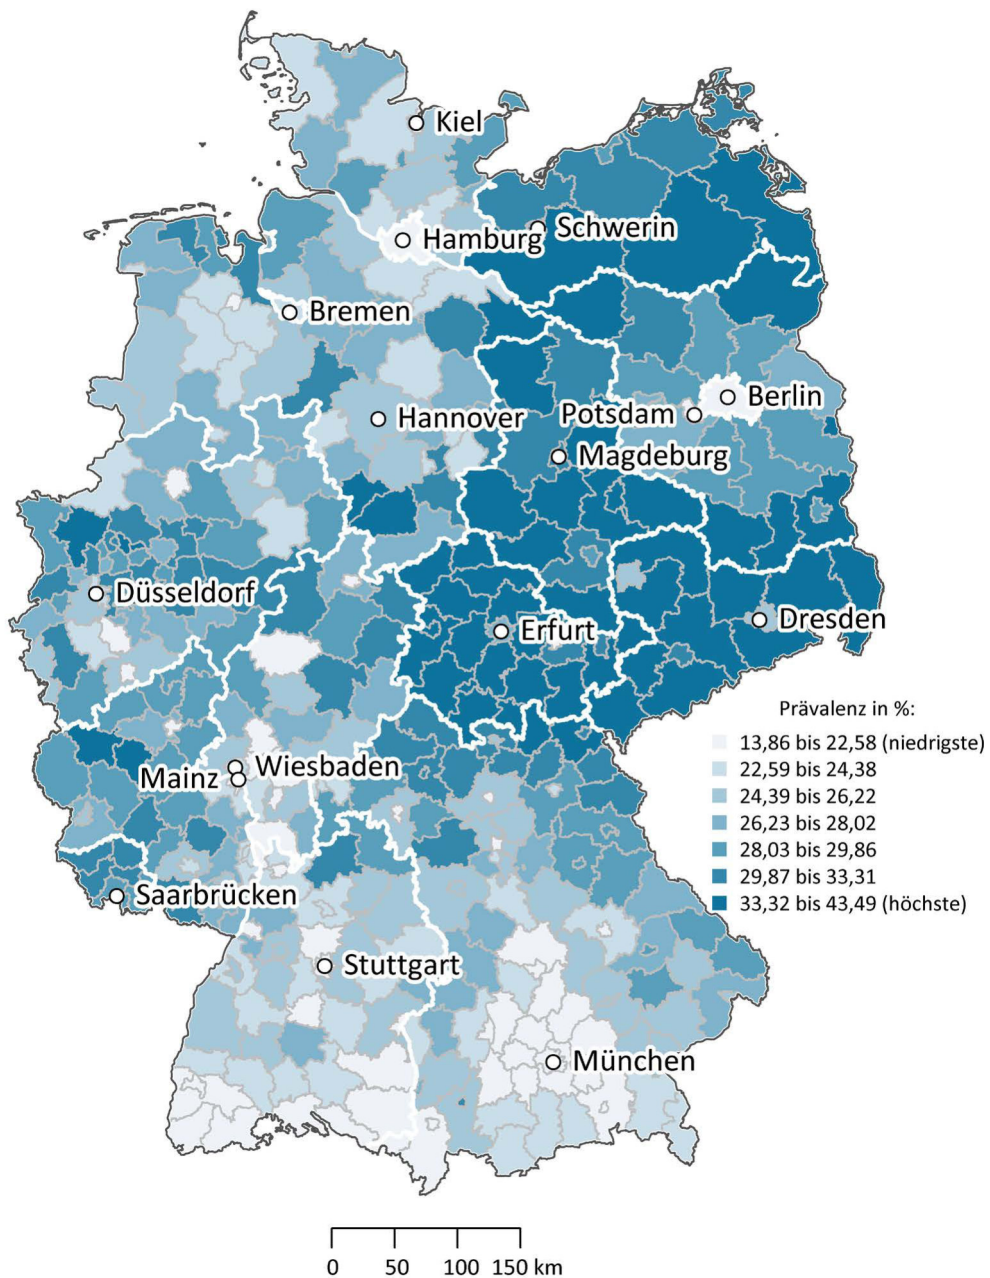 Kiel
Schwerin
Hamburg
Bremen
Berlin
Hannover
Potsdam
Magdeburg
Düsseldorf
Dresden
Erfurt
Prävalenz in %:
13,86 bis 22,58 (niedrigste)
22,59 bis 24,38
24,39 bis 26,22
26,23 bis 28,02
28,03 bis 29,86
29,87 bis 33,31
33,32 bis 43,49 (höchste)
Wiesbaden
Mainz
Saarbrücken
Stuttgart
München
0 50 100 150 km